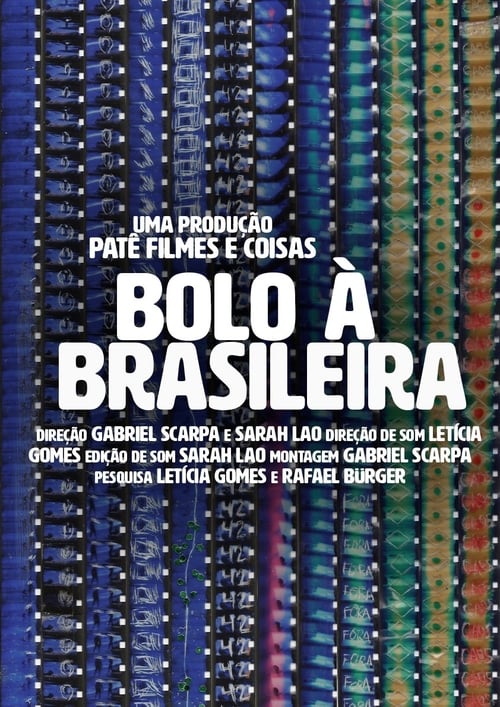 UMA PRODUÇÃO
PATÊ FILMES E COISAS
BOLO À
BRASILEIRA
DIREÇÃO GABRIEL SCARPA E SARAH LAO DIREÇÃO DE SOM LETÍCIA
GOMES EDIÇÃO DE SOM SARAH LAO MONTAGEM GABRIEL SCARPA
PESQUISA LETÍCIA GOMES E RAFAEL BÜRGER